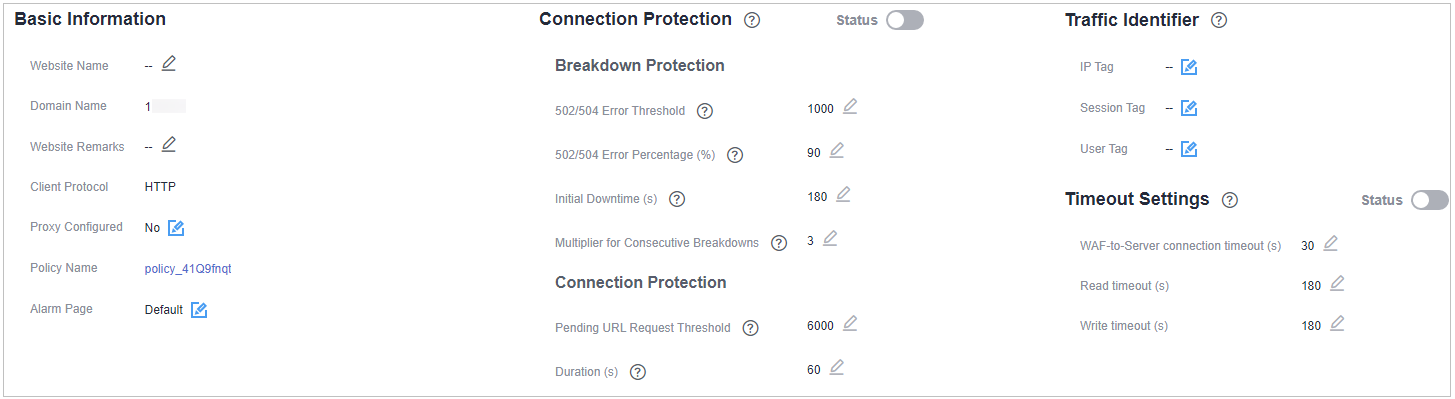 Basic Information
Website Name --
Domain Name 1
Website Remarks --
Client Protocol HTTP
Proxy Configured No
Policy Name policy_41Q9fnqt
Alarm Page Default
Connection Protection ? Status
Breakdown Protection
502/504 Error Threshold ? 1000
502/504 Error Percentage (%) ? 90
Initial Downtime (s) ? 180
Multiplier for Consecutive Breakdowns ? 3
Connection Protection
Pending URL Request Threshold ? 6000
Duration (s) ? 60
Traffic Identifier ?
IP Tag --
Session Tag --
User Tag --
Timeout Settings ? Status
WAF-to-Server connection timeout (s) 30
Read timeout (s) 180
Write timeout (s) 180